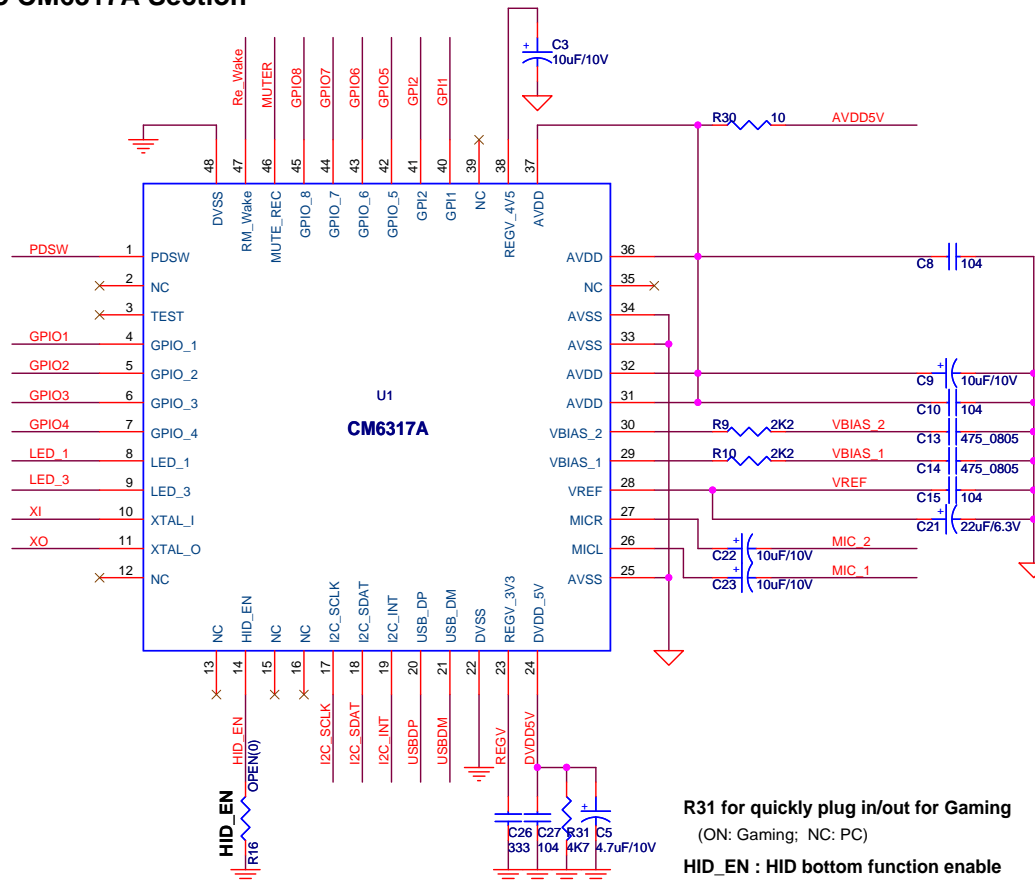 CM6317A Section
C3
10uF/10V
Re_Wake
MUTER
GPIO8
GPIO7
GPIO6
GPIO5
GPI2
GPI1
R30
10
AVDD5V
48
47
46
45
44
43
42
41
40
39
38
37
DVSS
RM_Wake
MUTE_REC
GPIO_8
GPIO_7
GPIO_6
GPIO_5
GPI2
GPI1
NC
REGV_4V5
AVDD
PDSW
1
PDSW
2
NC
3
TEST
GPIO1
4
GPIO_1
GPIO2
5
GPIO_2
GPIO3
6
GPIO_3
GPIO4
7
GPIO_4
LED_1
8
LED_1
LED_3
9
LED_3
XI
10
XTAL_I
XO
11
XTAL_O
12
NC
U1
CM6317A
AVDD
36
C8
104
NC
35
AVSS
34
AVSS
33
AVDD
32
C9
10uF/10V
AVDD
31
C10
104
VBIAS_2
30
R9
2K2
VBIAS_2
C13
475_0805
VBIAS_1
29
R10
2K2
VBIAS_1
C14
475_0805
VREF
28
VREF
C15
104
C21
22uF/6.3V
MICR
27
C22
10uF/10V
MIC_2
MICL
26
C23
10uF/10V
MIC_1
AVSS
25
NC
HID_EN
NC
NC
I2C_SCLK
I2C_SDAT
I2C_INT
USB_DP
USB_DM
DVSS
REGV_3V3
DVDD_5V
13
14
15
16
17
18
19
20
21
22
23
24
HID_EN
I2C_SCLK
I2C_SDAT
I2C_INT
USBDP
USBDM
REGV
DVDD5V
OPEN(0)
HID_EN
R16
C26
333
C27
104
R31
4K7
C5
4.7uF/10V
R31 for quickly plug in/out for Gaming
(ON: Gaming; NC: PC)
HID_EN : HID bottom function enable